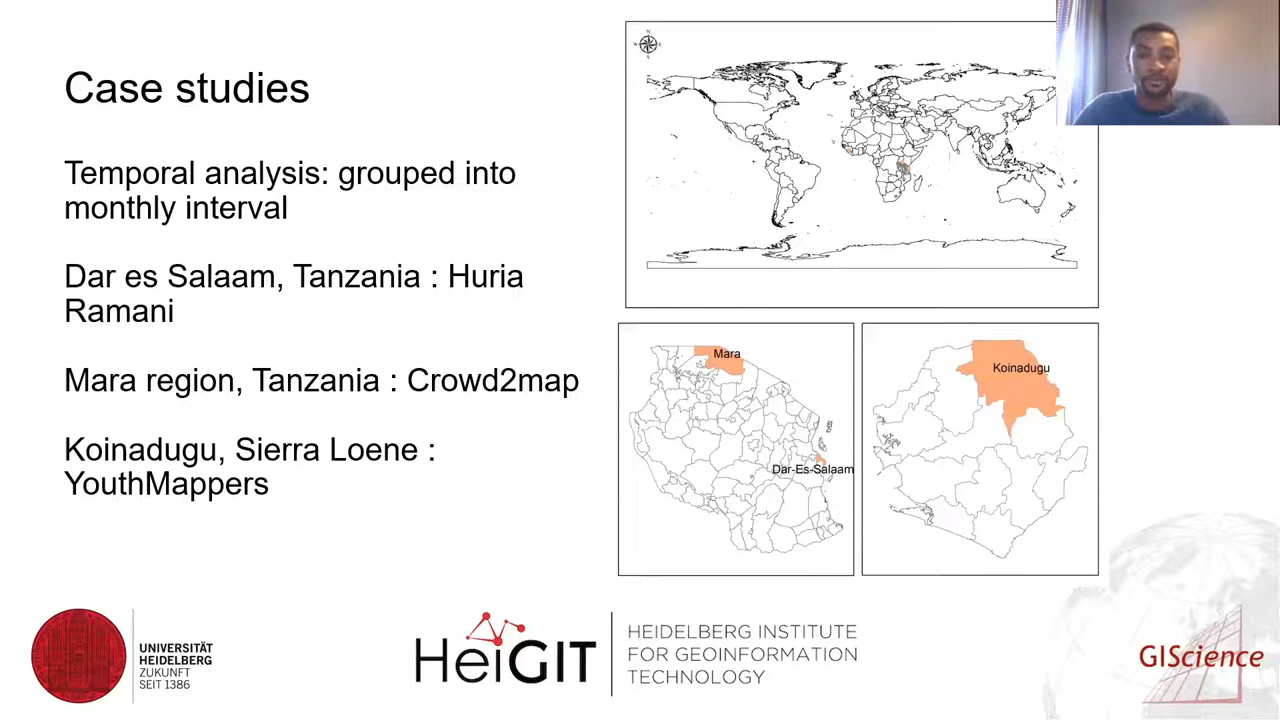 Case studies
Temporal analysis: grouped into
monthly interval
Dar es Salaam, Tanzania : Huria
Ramani
Mara region, Tanzania : Crowd2map
Koinadugu, Sierra Loene :
YouthMappers
N
W
E
Mara
Dar-Es-Salaam
Koinadugu
UNIVERSITÄT
HEIDELBERG
ZUKUNFT
SEIT 1386
HeiGIT
HEIDELBERG INSTITUTE
FOR GEOINFORMATION
TECHNOLOGY
GIScience